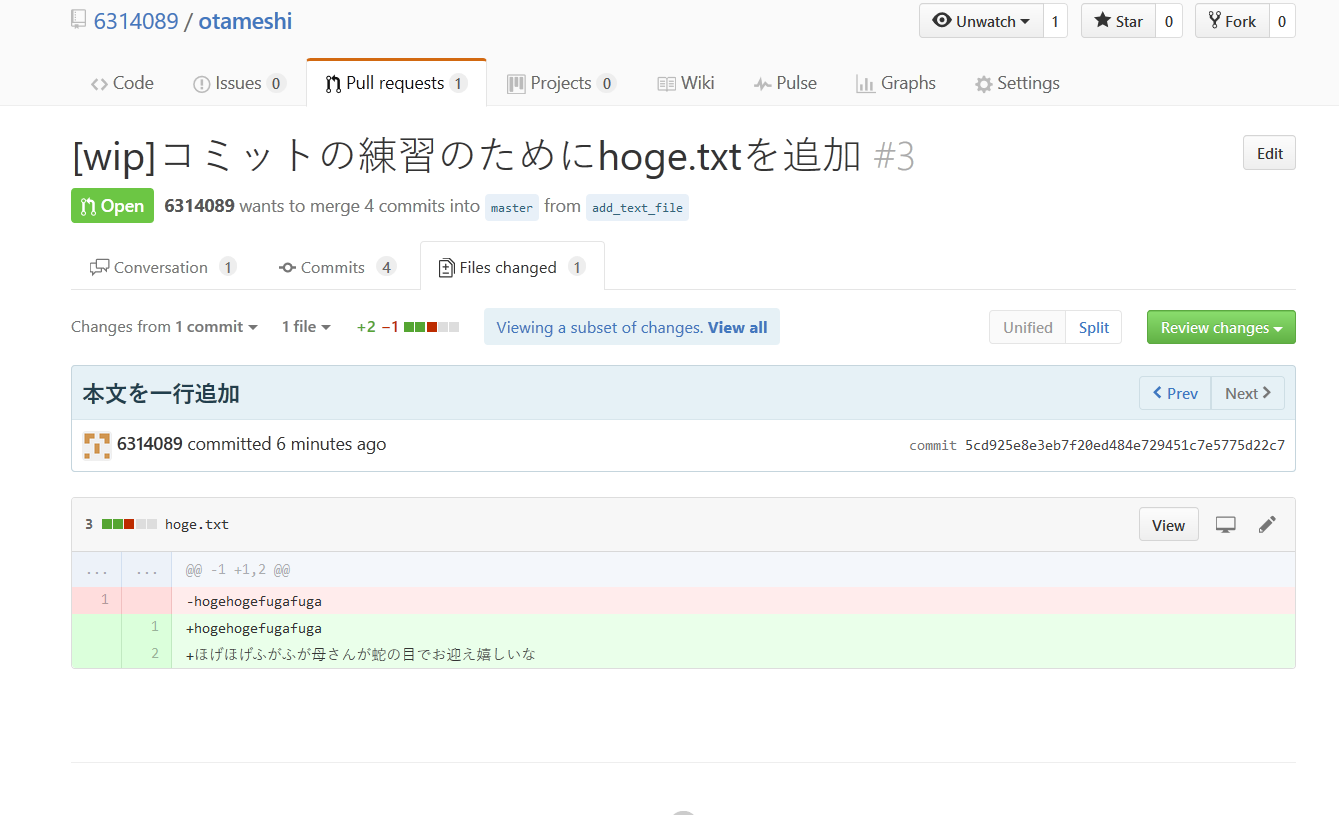 6314089 / otameshi
Unwatch 1 Star 0 Fork 0
Code Issues 0 Pull requests 1 Projects 0 Wiki Pulse Graphs Settings
[wip]コミットの練習のためにhoge.txtを追加 #3
Edit
Open 6314089 wants to merge 4 commits into master from add_text_file
Conversation 1 Commits 4 Files changed 1
Changes from 1 commit 1 file +2 −1 Viewing a subset of changes. View all Unified Split Review changes
本文を一行追加
Prev Next
6314089 committed 6 minutes ago commit 5cd925e8e3eb7f20ed484e729451c7e5775d22c7
3 hoge.txt View
... ... @@ -1 +1,2 @@
1 -hogehogefugafuga
1 +hogehogefugafuga
2 +ほげほげふがふが母さんが蛇の目でお迎え嬉しいな